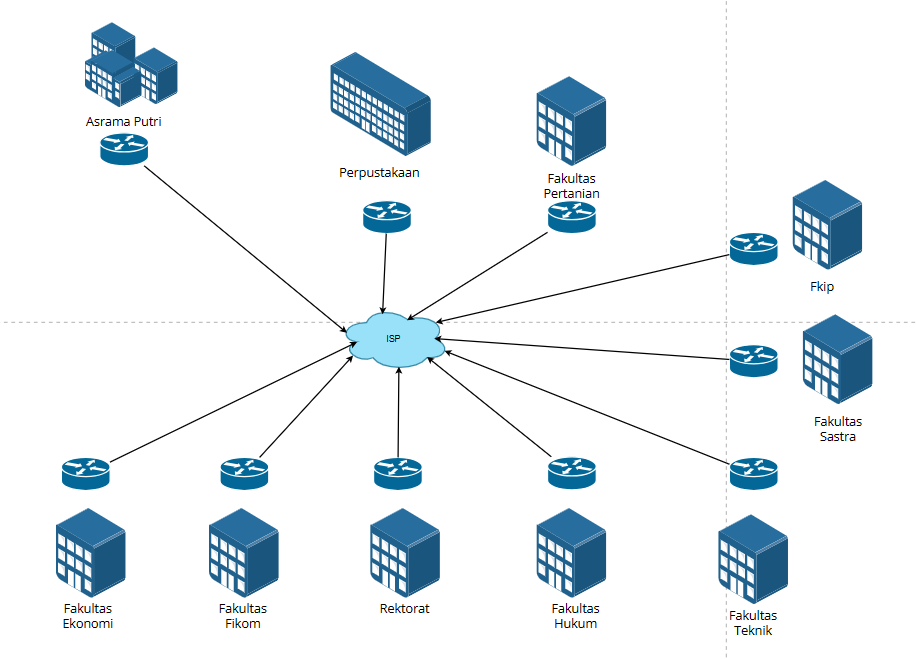 Asrama Putri
Perpustakaan
Fakultas
Pertanian
Fkip
ISP
Fakultas
Sastra
Fakultas
Ekonomi
Fakultas
Fikom
Rektorat
Fakultas
Hukum
Fakultas
Teknik